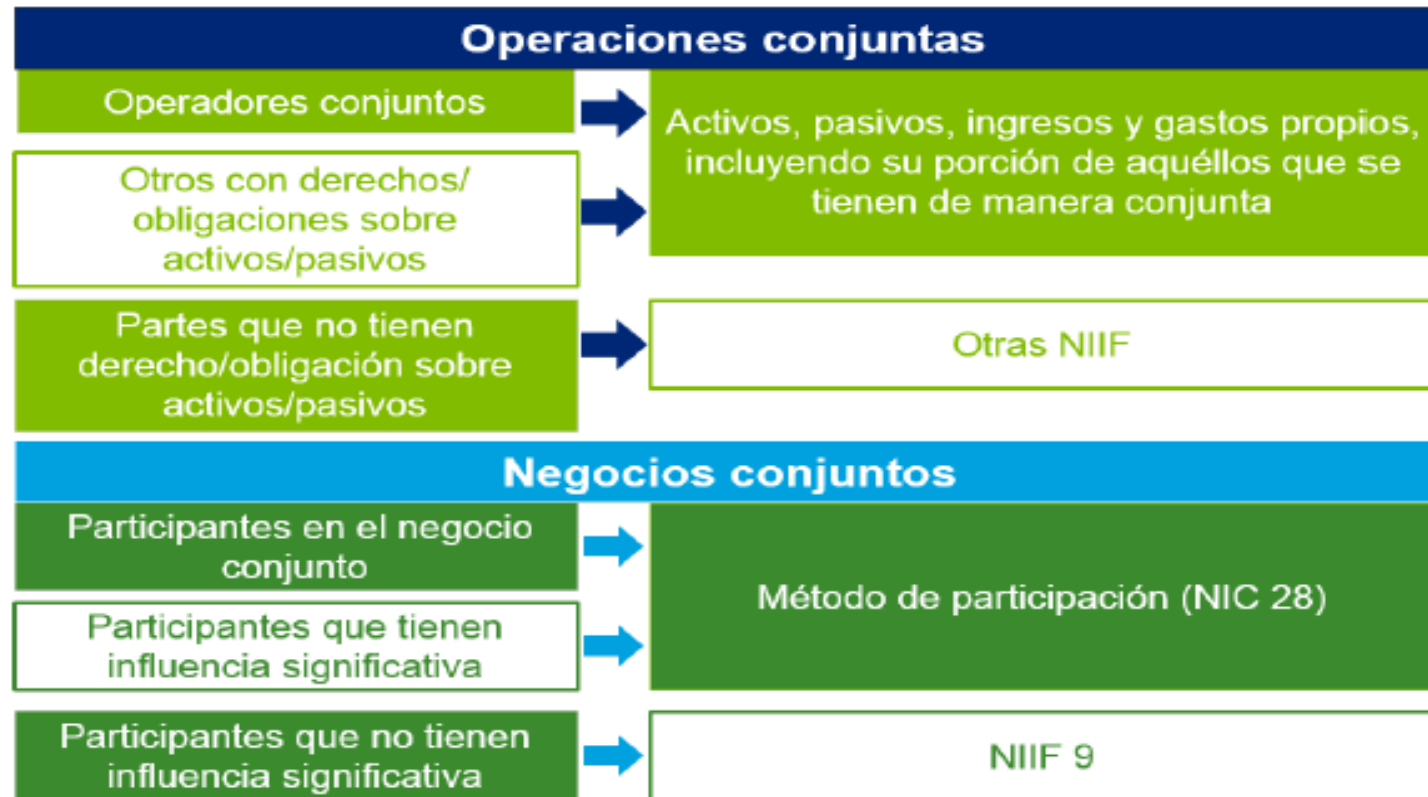 Operaciones conjuntas
Operadores conjuntos
Activos, pasivos, ingresos y gastos propios,
incluyendo su porción de aquéllos que se
tienen de manera conjunta
Otros con derechos/
obligaciones sobre
activos/pasivos
Partes que no tienen
derecho/obligación sobre
activos/pasivos
Otras NIIF
Negocios conjuntos
Participantes en el negocio
conjunto
Método de participación (NIC 28)
Participantes que tienen
influencia significativa
Participantes que no tienen
influencia significativa
NIIF 9